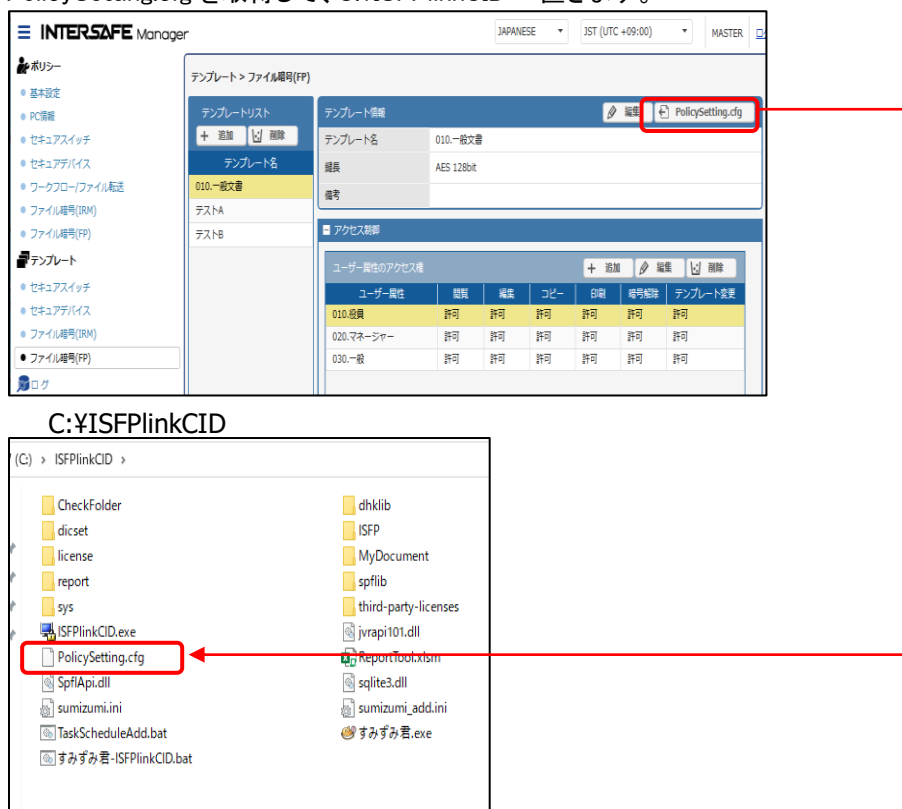 ≡ INTERSAFE Manager
JAPANESE
JST (UTC +09:00)
MASTER
ポリシー
基本設定
PC情報
セキュアスイッチ
セキュアデバイス
ワークフロー/ファイル転送
ファイル暗号(IRM)
ファイル暗号(FP)
テンプレート
セキュアスイッチ
セキュアデバイス
ファイル暗号(IRM)
ファイル暗号(FP)
ログ
テンプレート > ファイル暗号(FP)
テンプレートリスト
+ 追加 削除
テンプレート名
010.一般文書
テストA
テストB
テンプレート情報 編集 PolicySetting.cfg
テンプレート名 010.一般文書
鍵長 AES 128bit
備考
アクセス制御
ユーザー属性のアクセス権 + 追加 編集 削除
ユーザー属性 閲覧 編集 コピー 印刷 暗号解除 テンプレート変更
010.役員 許可 許可 許可 許可 許可 許可
020.マネージャー 許可 許可 許可 許可 許可 許可
030.一般 許可 許可 許可 許可 許可 許可
C:¥ISFPlinkCID
(C:) > ISFPlinkCID >
CheckFolder
dicset
license
report
sys
ISFPlinkCID.exe
PolicySetting.cfg
SpflApi.dll
sumizumi.ini
TaskScheduleAdd.bat
すみずみ君-ISFPlinkCID.bat
dhklib
ISFP
MyDocument
spflib
third-party-licenses
jvrapi101.dll
ReportTool.xlsm
sqlite3.dll
sumizumi_add.ini
すみずみ君.exe